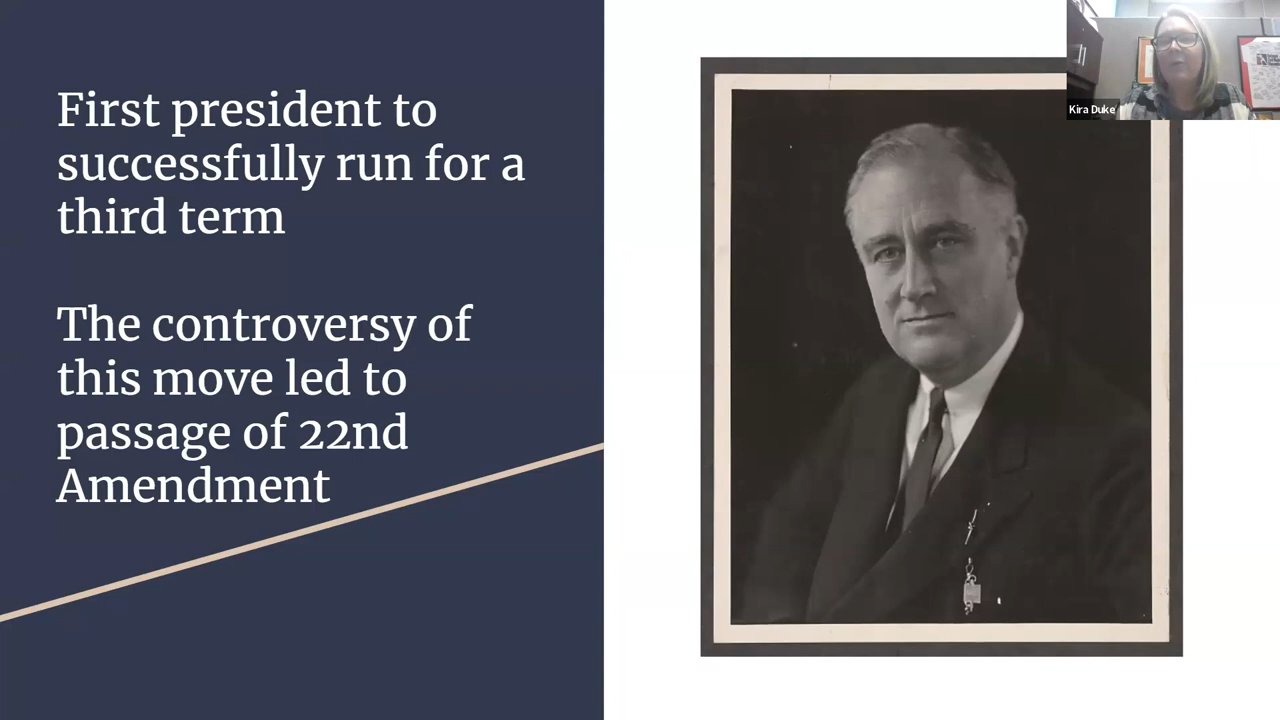 First president to
successfully run for a
third term
The controversy of
this move led to
passage of 22nd
Amendment
Kira Duke